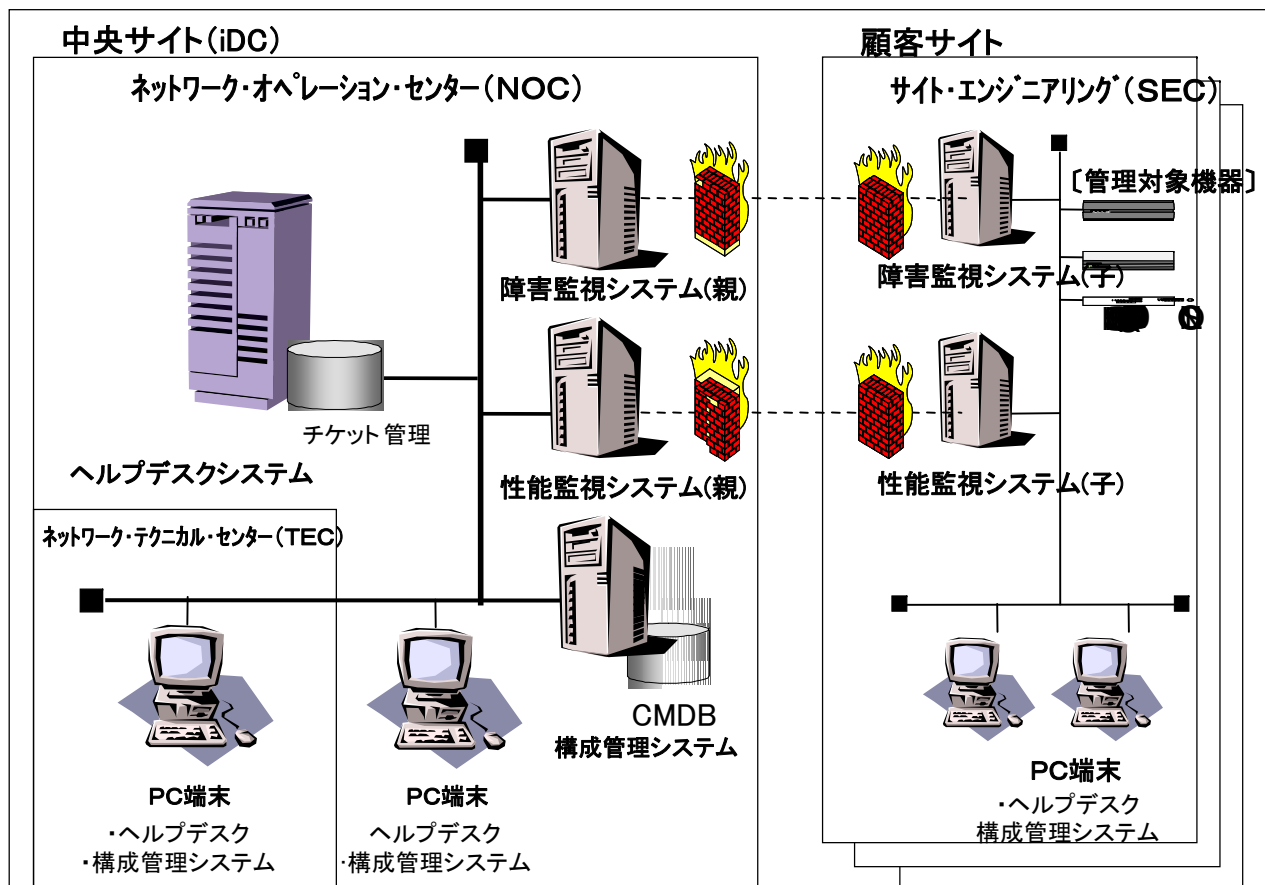 中央サイト(iDC)
ネットワーク・オペレーション・センター(NOC)
障害監視システム(親)
チケット管理
ヘルプデスクシステム
性能監視システム(親)
ネットワーク・テクニカル・センター(TEC)
CMDB
構成管理システム
PC端末
・ヘルプデスク
・構成管理システム
PC端末
ヘルプデスク
・構成管理システム
顧客サイト
サイト・エンジニアリング(SEC)
〔管理対象機器〕
障害監視システム(子)
性能監視システム(子)
PC端末
・ヘルプデスク
構成管理システム